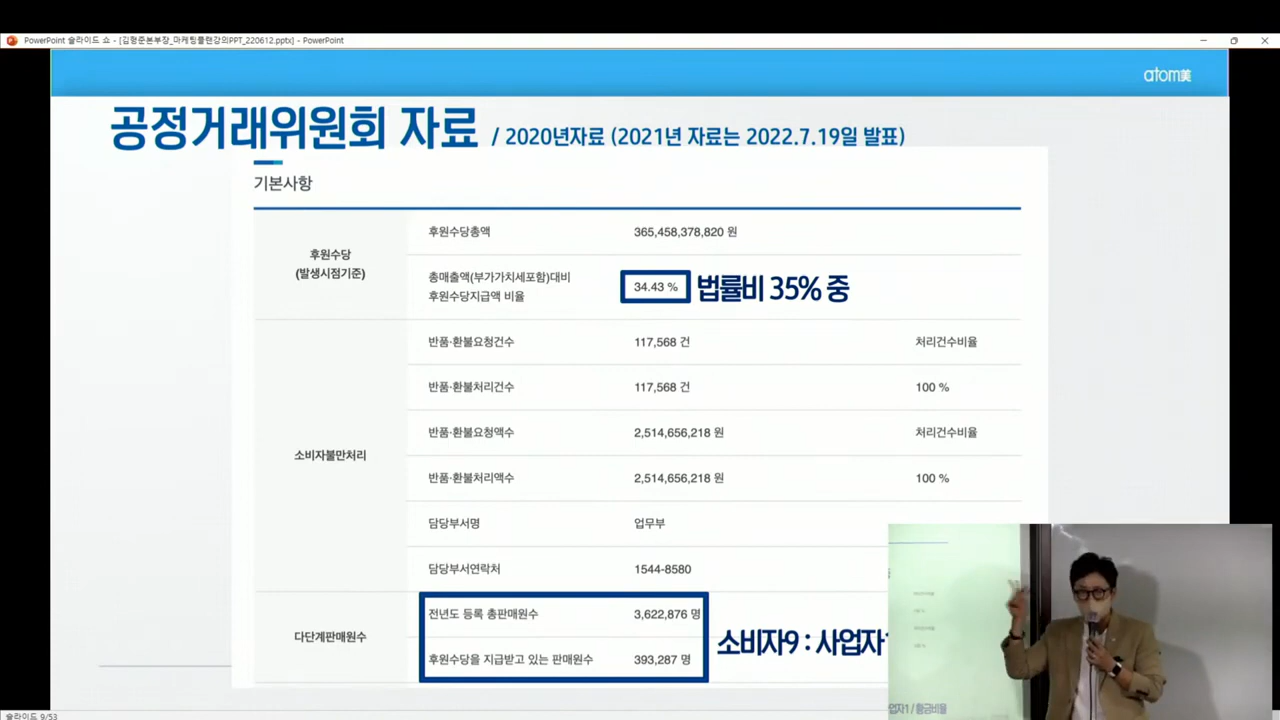 PowerPoint 슬라이드 쇼 - [김형준본부장_마케팅플랜강의PPT_220612.pptx] - PowerPoint
atom美
공정거래위원회 자료 / 2020년자료 (2021년 자료는 2022.7.19일 발표)
기본사항
후원수당
(발생시점기준)
후원수당총액 365,458,378,820 원
총매출액(부가가치세포함)대비
후원수당지급액 비율
34.43 % 법률비 35% 중
소비자불만처리
반품·환불요청건수 117,568 건 처리건수비율
반품·환불처리건수 117,568 건 100 %
반품·환불요청액수 2,514,656,218 원 처리건수비율
반품·환불처리액수 2,514,656,218 원 100 %
담당부서명 업무부
담당부서연락처 1544-8580
다단계판매원수
전년도 등록 총판매원수 3,622,876 명
후원수당을 지급받고 있는 판매원수 393,287 명
소비자9 : 사업자
업자1 / 황금비율
슬라이드 9/53